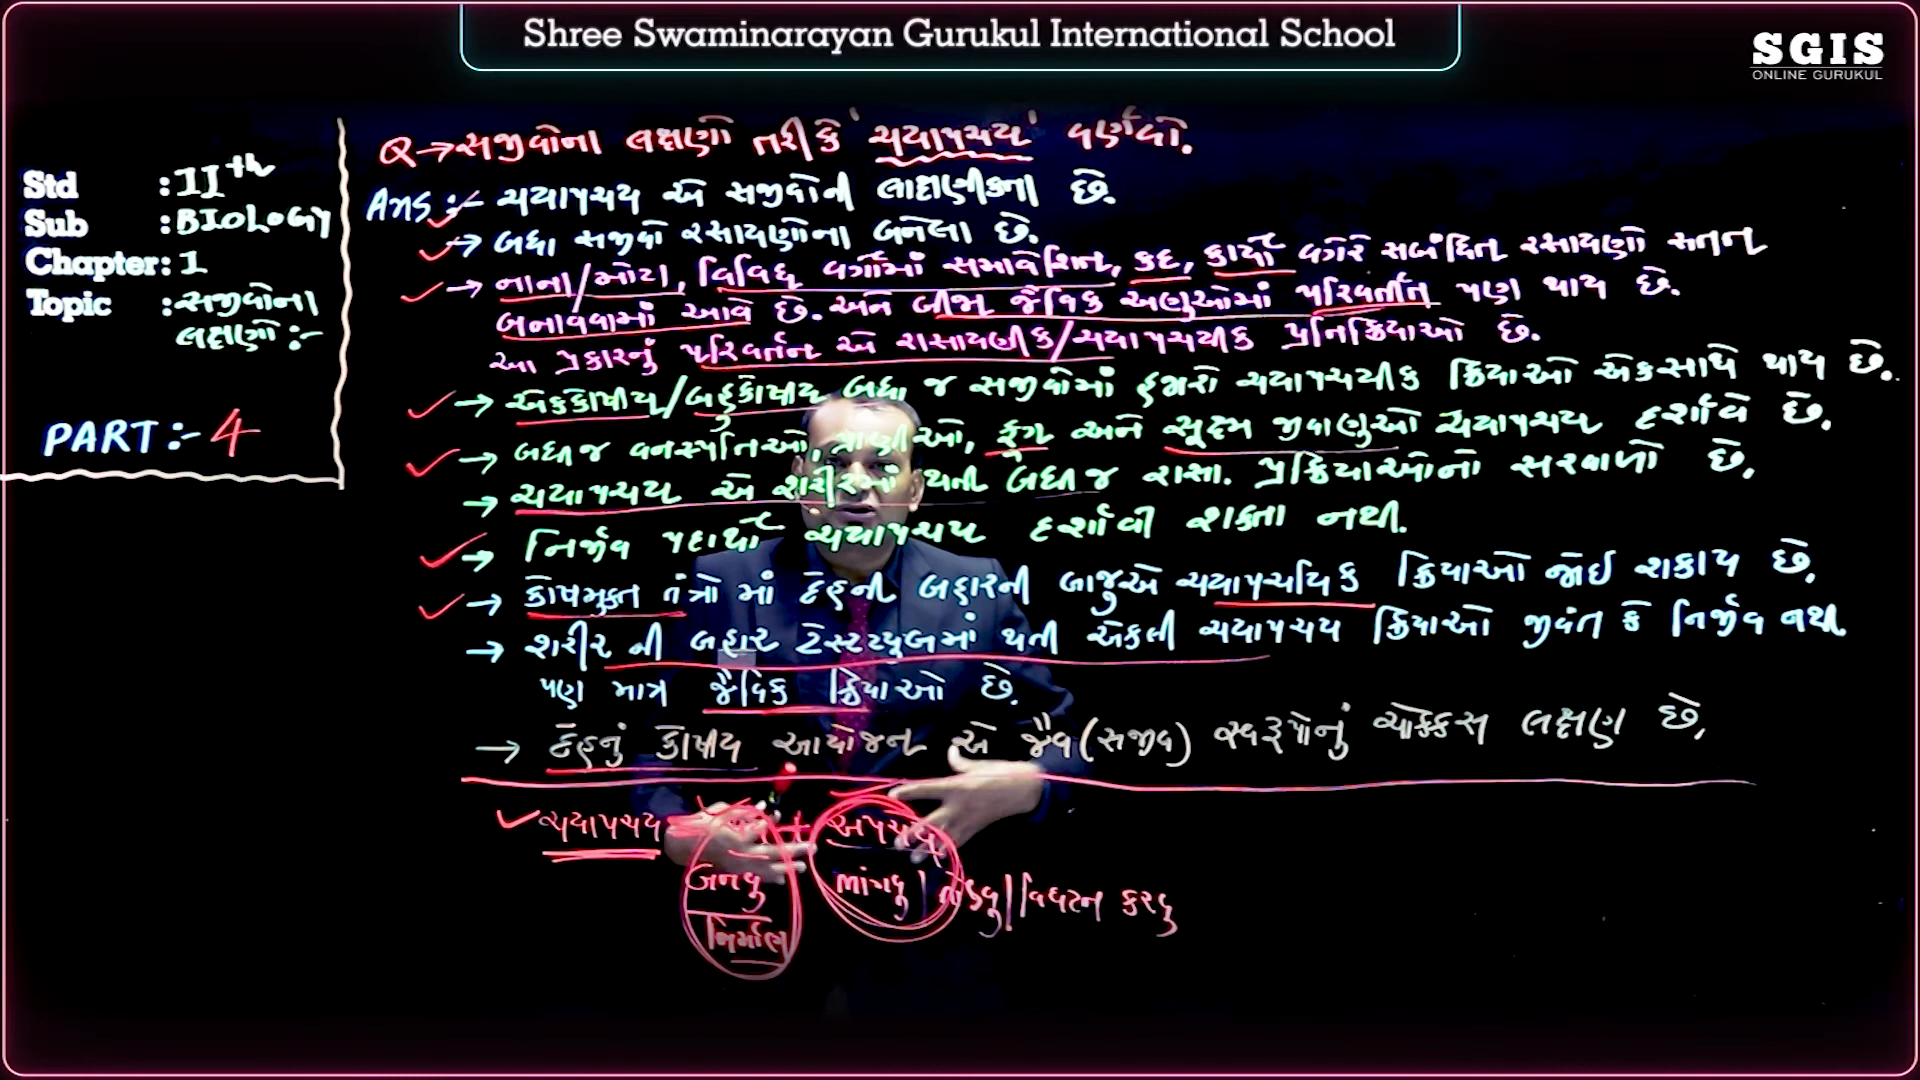 Shree Swaminarayan Gurukul International School
SGIS
ONLINE GURUKUL
Std : 11th
Sub : BIOLOGY
Chapter : 1
Topic : સજીવોના
લક્ષણો :-
PART :- 4
Q → સજીવોના લક્ષણો તરીકે 'ચયાપચય' વર્ણવો.
Ans :- ચયાપચય એ સજીવોની લાક્ષણીકતા છે.
→ બધા સજીવો રસાયણોના બનેલા છે.
→ નાના/મોટા, વિવિધ વર્ગોમાં સમાવેશિત, કદ, કાર્યો વગેરે સબંધિત રસાયણો સતત
બનાવવામાં આવે છે. અને બીજા જૈવિક અણુઓમાં પરિવર્તીત પણ થાય છે.
આ પ્રકારનું પરિવર્તન એ રાસાયણીક/ચયાપચયીક પ્રતિક્રિયાઓ છે.
→ એકકોષીય/બહુકોષીય બધા જ સજીવોમાં હજારો ચયાપચયીક ક્રિયાઓ એકસાથે થાય છે.
→ બધા જ વનસ્પતિઓ, પ્રાણીઓ, ફૂગ અને સૂક્ષ્મ જીવાણુઓ ચયાપચય દર્શાવે છે.
→ ચયાપચય એ શરીરમાં થતી બધા જ રાસા. પ્રક્રિયાઓનો સરવાળો છે.
→ નિર્જીવ પદાર્થો ચયાપચય દર્શાવી શકતા નથી.
→ કોષમુક્ત તંત્રો માં દેહની બહારની બાજુએ ચયાપચયિક ક્રિયાઓ જોઈ શકાય છે.
→ શરીર ની બહાર ટેસ્ટટ્યૂબમાં થતી એકલી ચયાપચય ક્રિયાઓ જીવંત કે નિર્જીવ નથી.
પણ માત્ર જૈવિક ક્રિયાઓ છે.
→ દેહનું કોષીય આયોજન એ જૈવ (સજીવ) સ્વરૂપોનું ચોક્કસ લક્ષણ છે.
ચયાપચય = ચય + અપચય
બનવુ ભાંગવુ | તોડવુ | વિઘટન કરવુ
નિર્માણ